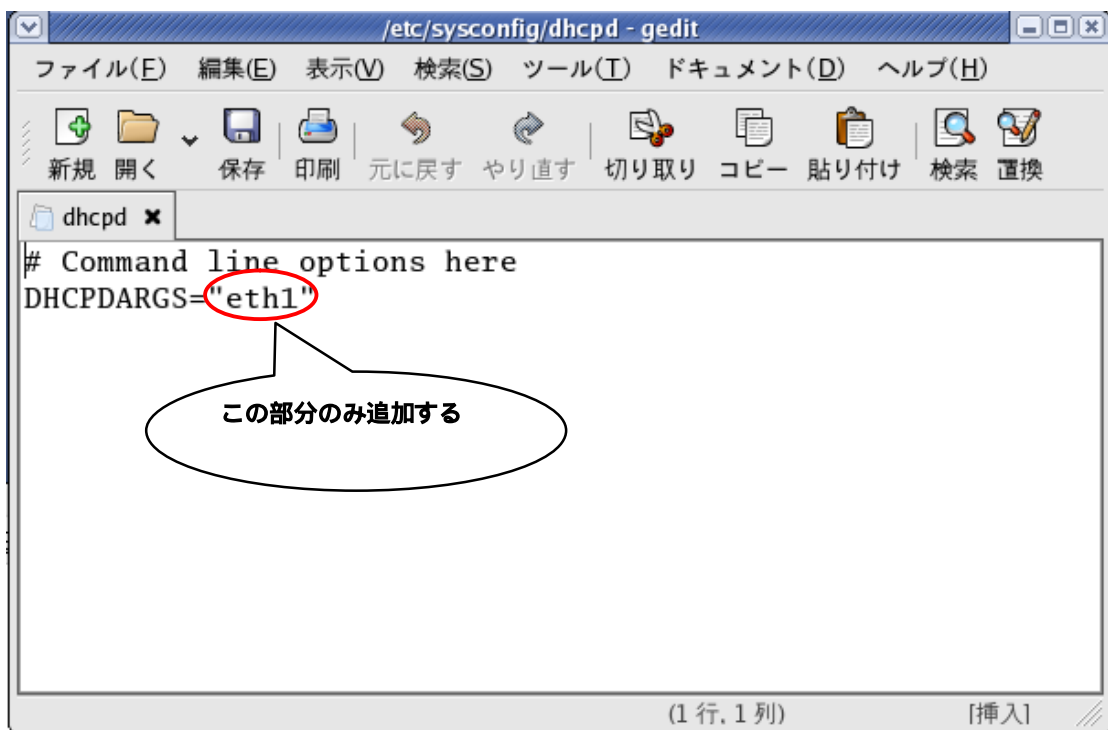 /etc/sysconfig/dhcpd - gedit
ファイル(F) 編集(E) 表示(V) 検索(S) ツール(T) ドキュメント(D) ヘルプ(H)
新規 開く 保存 印刷 元に戻す やり直す 切り取り コピー 貼り付け 検索 置換
dhcpd
# Command line options here
DHCPDARGS="eth1"
この部分のみ追加する
(1 行, 1 列) [挿入]